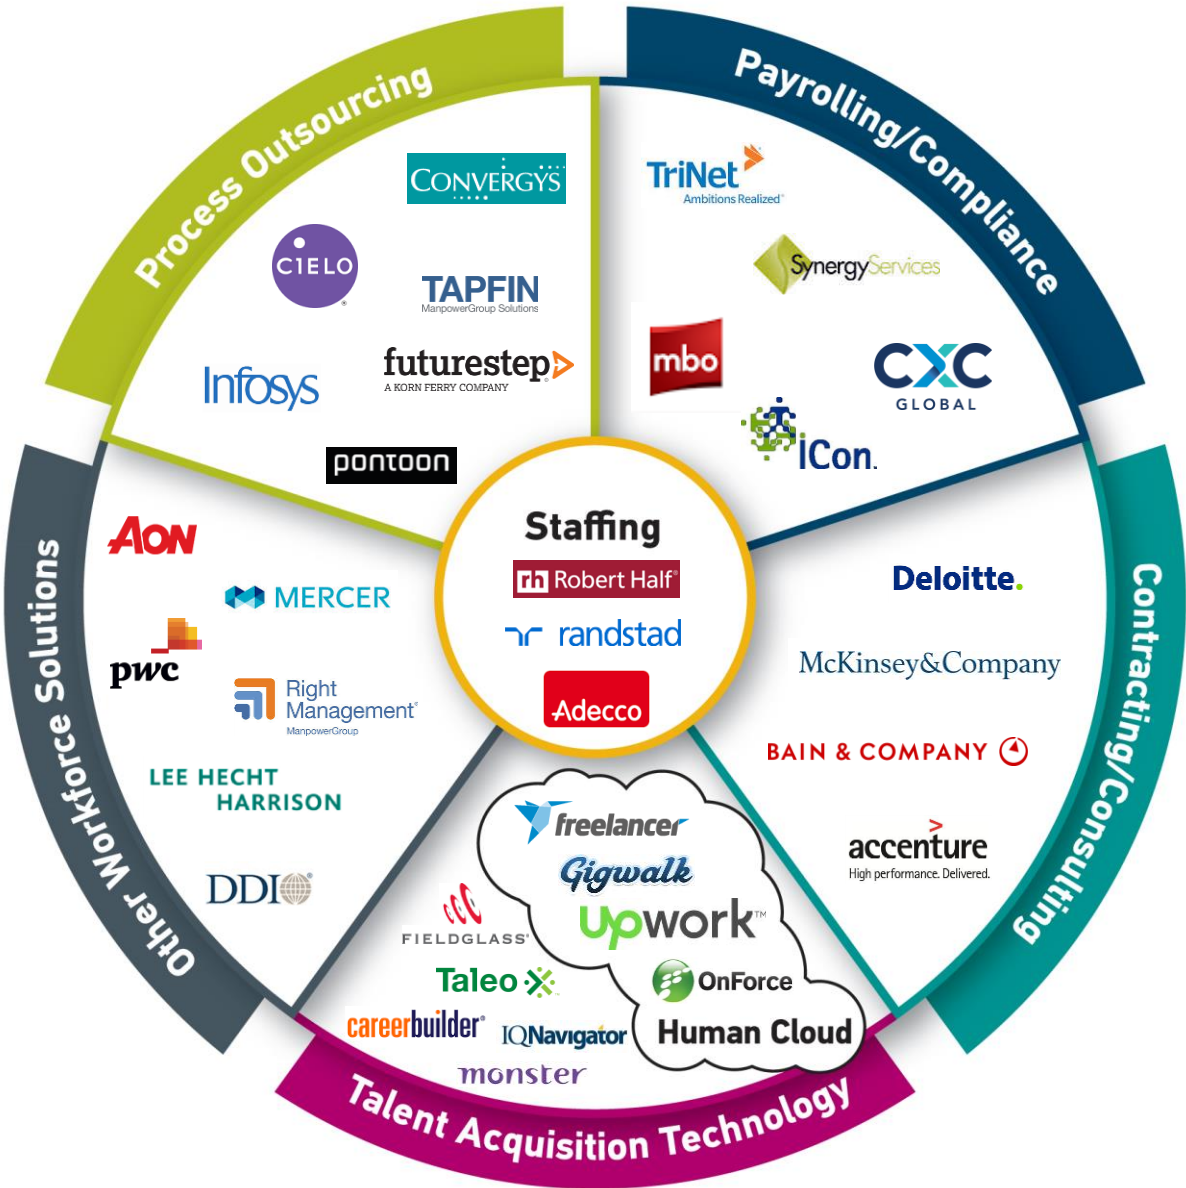 Process Outsourcing
CONVERGYS
CIELO
TAPFIN
ManpowerGroup Solutions
Infosys
futurestep
A KORN FERRY COMPANY
pontoon
Payrolling/Compliance
TriNet
Ambitions Realized
SynergyServices
mbo
CXC
GLOBAL
iCon.
Contracting/Consulting
Deloitte.
McKinsey&Company
BAIN & COMPANY
>
accenture
High performance. Delivered.
Talent Acquisition Technology
freelancer
Gigwalk
upwork™
OnForce
Human Cloud
FIELDGLASS®
Taleo
careerbuilder®
IQNavigator
monster
Other Workforce Solutions
AON
MERCER
pwc
Right
Management®
ManpowerGroup
LEE HECHT
HARRISON
DDI®
Staffing
rh Robert Half®
randstad
Adecco